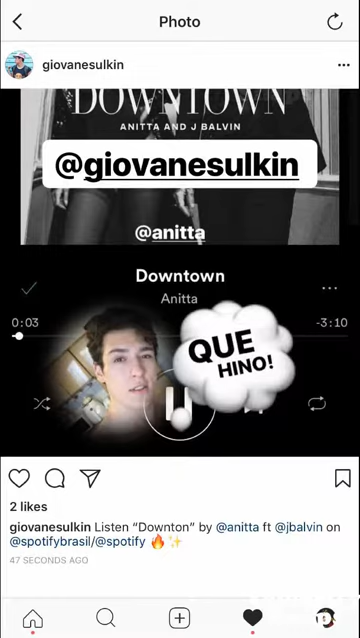 Photo
giovanesulkin
DOWNTOWN
ANITTA AND J BALVIN
@giovanesulkin
@anitta
Downtown
Anitta
0:03
-3:10
QUE
HINO!
2 likes
giovanesulkin Listen “Downton” by @anitta ft @jbalvin on
@spotifybrasil/@spotify 🔥✨
47 SECONDS AGO